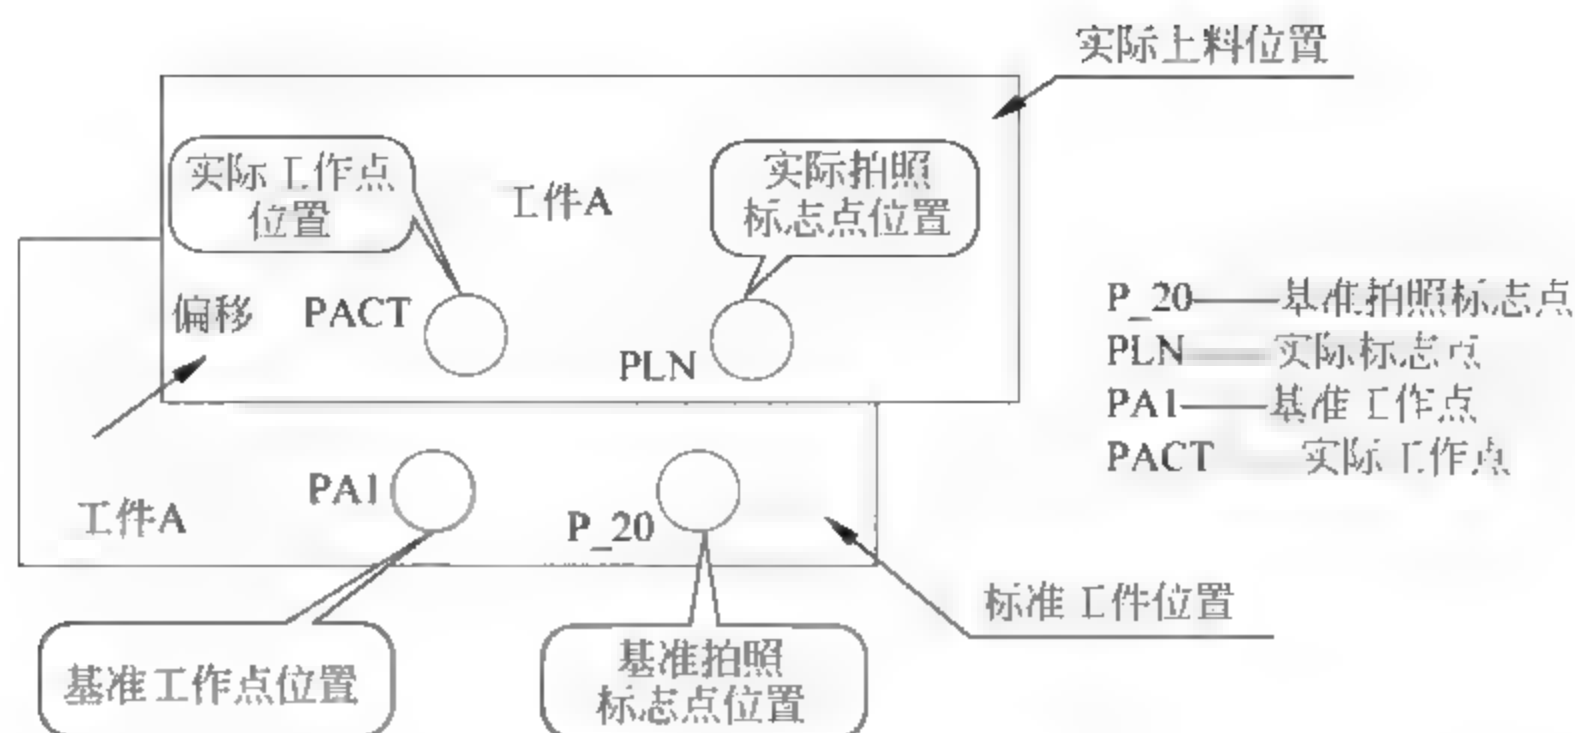 实际上料位置
实际工作点
位置
工件A
实际拍照
标志点位置
偏移
PACT
PLN
P_20——基准拍照标志点
PLN——实际标志点
PA1——基准工作点
PACT 实际工作点
PA1
工件A
P_20
标准工件位置
基准工作点位置
基准拍照
标志点位置